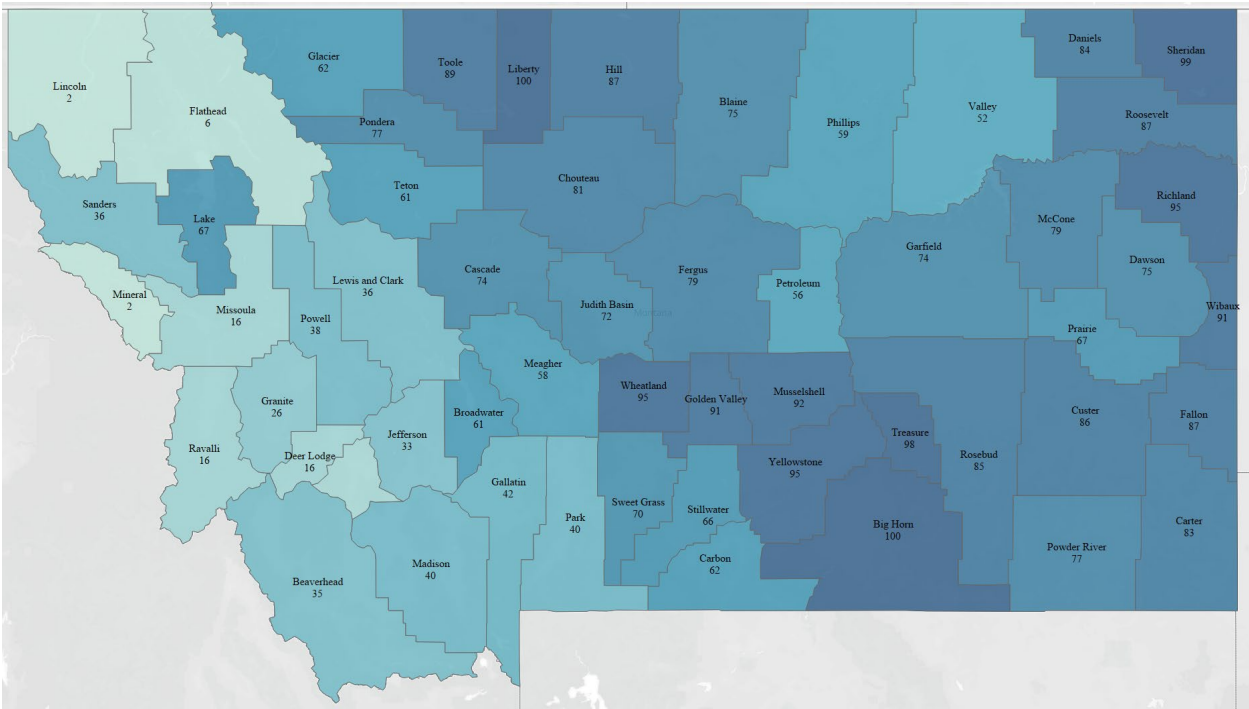 Lincoln
2
Flathead
6
Glacier
62
Toole
89
Liberty
100
Hill
87
Blaine
75
Phillips
59
Valley
52
Daniels
84
Sheridan
99
Pondera
77
Roosevelt
87
Teton
61
Chouteau
81
Sanders
36
Lake
67
Richland
95
McCone
79
Garfield
74
Dawson
75
Cascade
74
Fergus
79
Lewis and Clark
36
Petroleum
56
Mineral
2
Missoula
16
Powell
38
Judith Basin
72
Montana
Wibaux
91
Prairie
67
Meagher
58
Wheatland
95
Golden Valley
91
Musselshell
92
Granite
26
Broadwater
61
Jefferson
33
Custer
86
Fallon
87
Treasure
98
Rosebud
85
Ravalli
16
Deer Lodge
16
Yellowstone
95
Gallatin
42
Sweet Grass
70
Stillwater
66
Park
40
Big Horn
100
Carter
83
Powder River
77
Carbon
62
Madison
40
Beaverhead
35